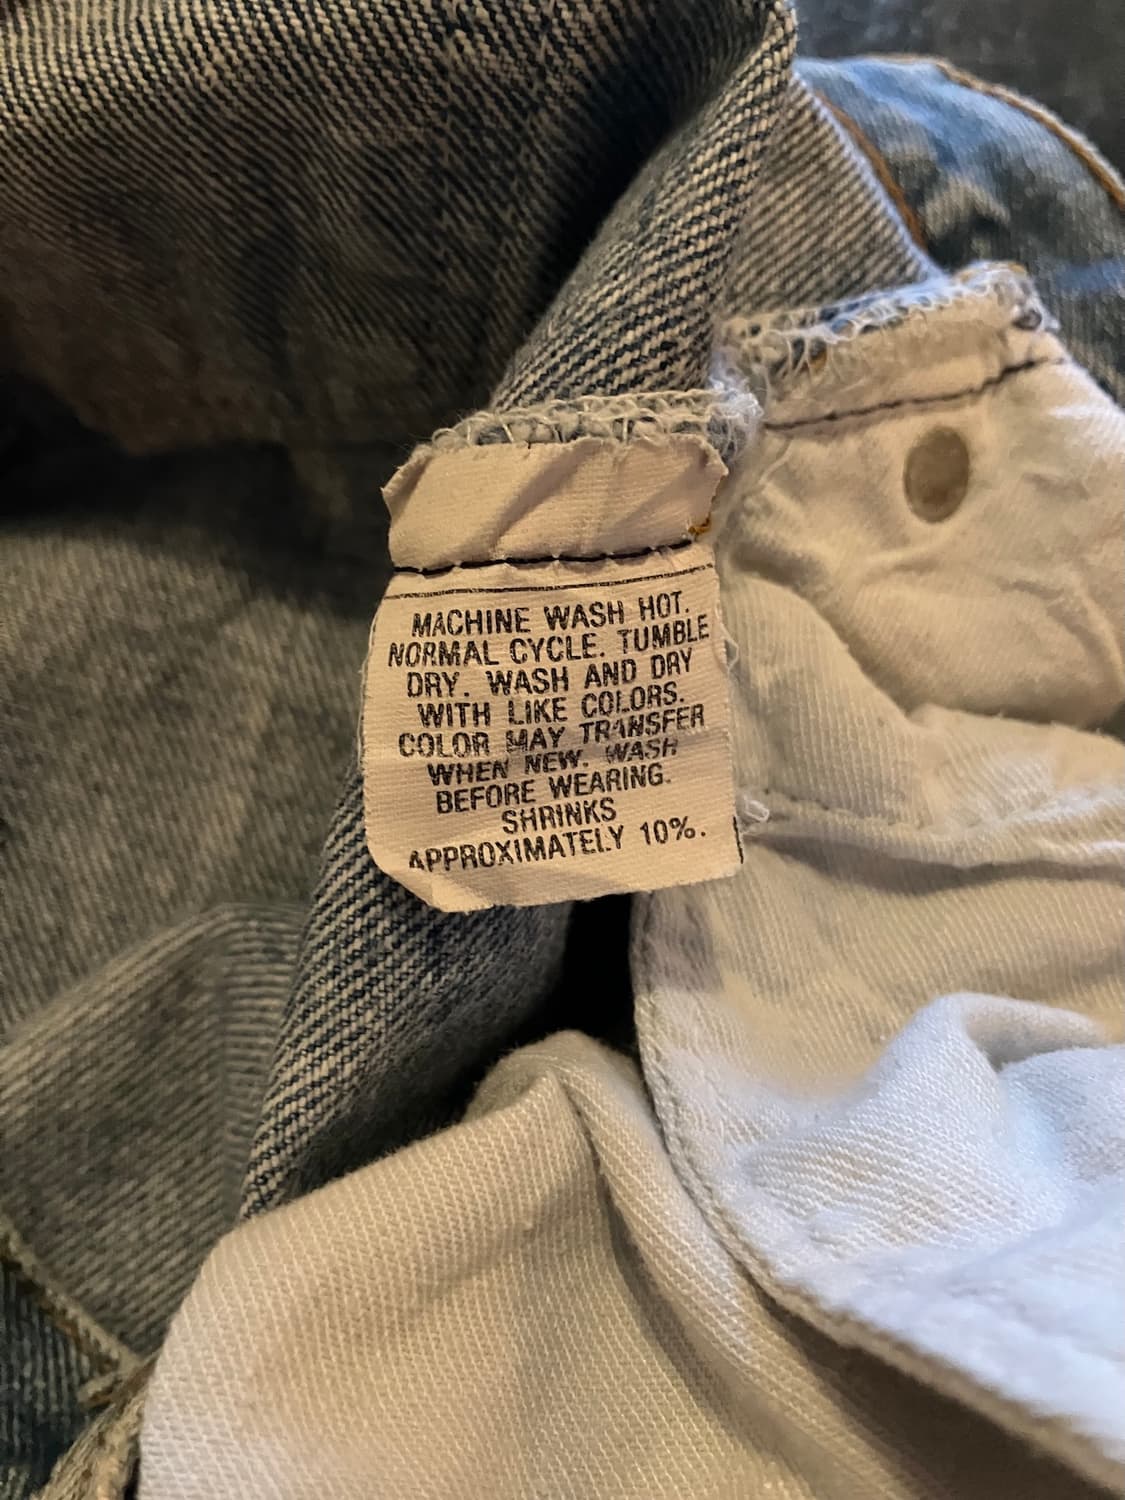 MACHINE WASH HOT.
NORMAL CYCLE. TUMBLE
DRY. WASH AND DRY
WITH LIKE COLORS.
COLOR MAY TRANSFER
WHEN NEW. WASH
BEFORE WEARING.
SHRINKS
APPROXIMATELY 10%.